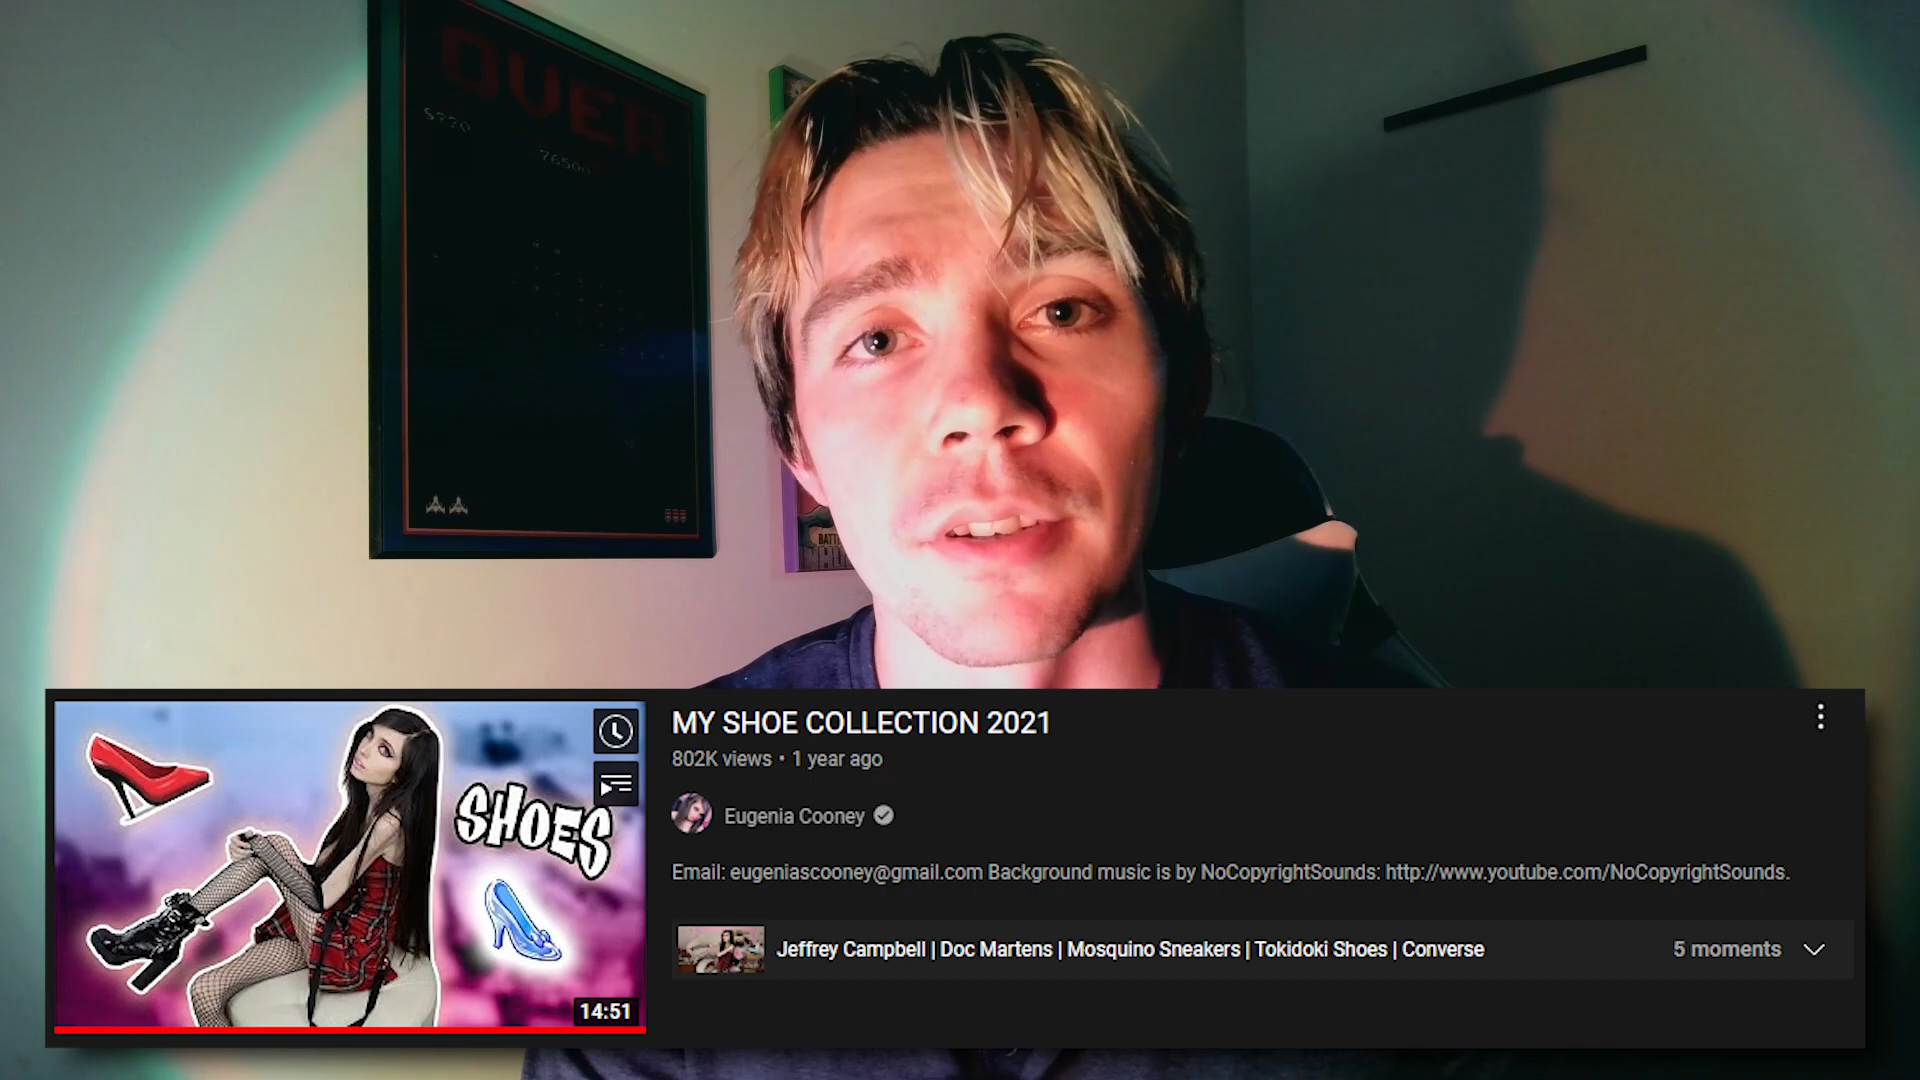 OVER
76500
BATT
SHOES
14:51
MY SHOE COLLECTION 2021
802K views • 1 year ago
Eugenia Cooney
Email: eugeniascooney@gmail.com Background music is by NoCopyrightSounds: http://www.youtube.com/NoCopyrightSounds.
Jeffrey Campbell | Doc Martens | Mosquino Sneakers | Tokidoki Shoes | Converse
5 moments